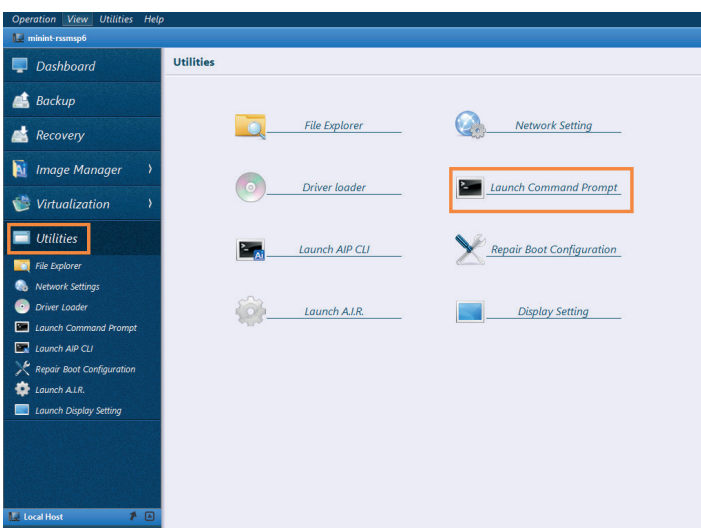 Operation View Utilities Help
minint-rssmsp6
Dashboard
Backup
Recovery
Image Manager
Virtualization
Utilities
File Explorer
Network Settings
Driver Loader
Launch Command Prompt
Launch AIP CLI
Repair Boot Configuration
Launch A.I.R.
Launch Display Setting
Local Host
Utilities
File Explorer
Network Setting
Driver loader
Launch Command Prompt
Launch AIP CLI
Repair Boot Configuration
Launch A.I.R.
Display Setting